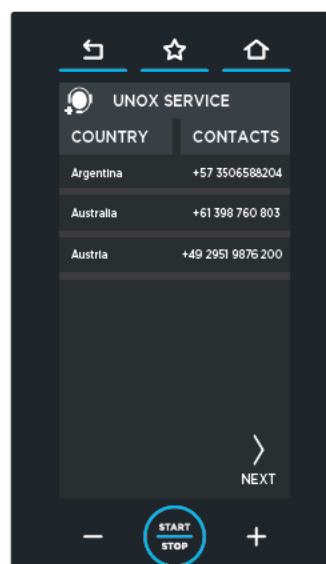 UNOX SERVICE
COUNTRY CONTACTS
Argentina +57 3506588204
Australia +61 398 760 803
Austria +49 2951 9876 200
NEXT
START
STOP